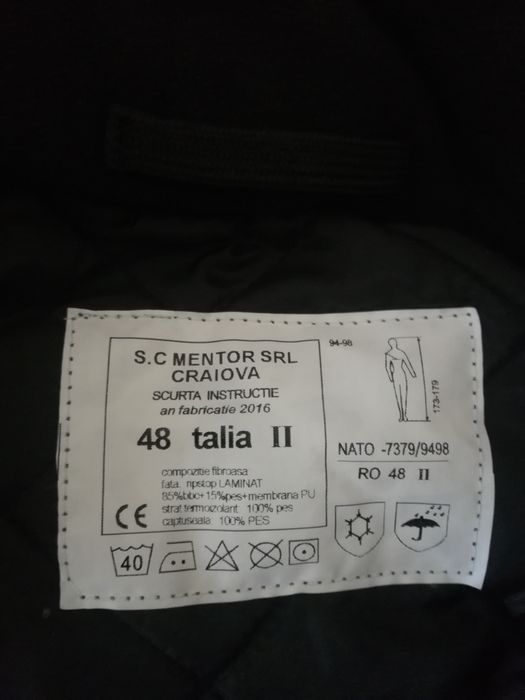 S.C MENTOR SRL
CRAIOVA
SCURTA INSTRUCTIE
an fabricatie 2016
48 talia II
compozitie fibroasa
fata. ripstop LAMINAT
85%bbc+15%pes+membrana PU
strat termoizolant 100% pes
captuseala 100% PES
CE
40
94-98
173-179
NATO -7379/9498
RO 48 II